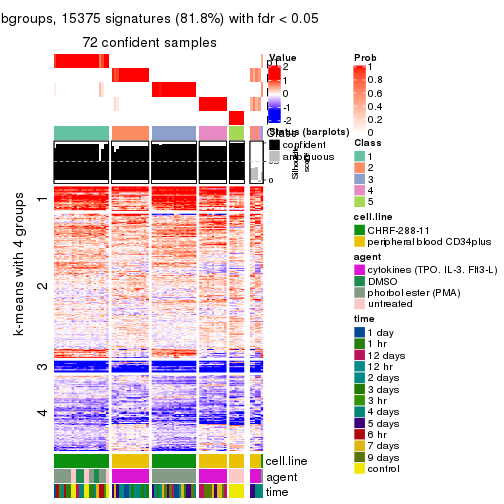 bgroups, 15375 signatures (81.8%) with fdr < 0.05
72 confident samples
k-means with 4 groups
1
2
3
4
Value
2
1
0
-1
-2
Status (barplots)
confident
ambiguous
Silhouette
score
0
cell.line
agent
time
Prob
1
0.8
0.6
0.4
0.2
0
Class
1
2
3
4
5
cell.line
CHRF-288-11
peripheral blood CD34plus
agent
cytokines (TPO, IL-3, Flt3-L)
DMSO
phorbol ester (PMA)
untreated
time
1 day
1 hr
12 days
12 hr
2 days
3 days
3 hr
4 days
5 days
6 hr
7 days
9 days
control